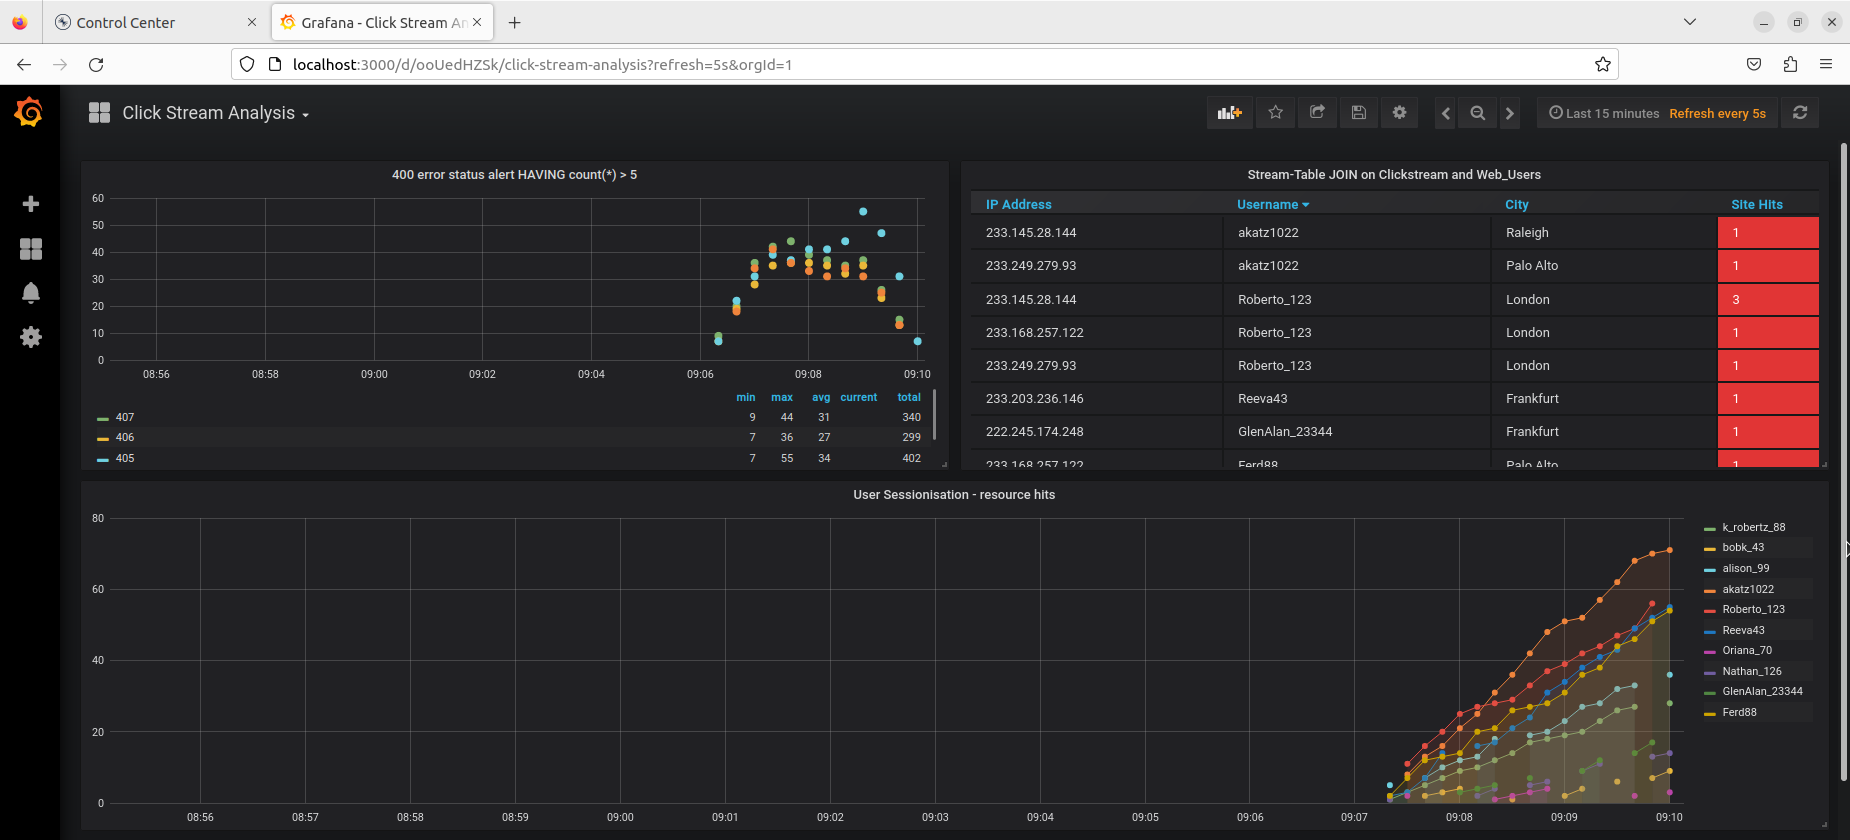 Control Center
Grafana - Click Stream An
localhost:3000/d/ooUedHZSk/click-stream-analysis?refresh=5s&orgId=1
Click Stream Analysis
Last 15 minutes Refresh every 5s
400 error status alert HAVING count(*) > 5
60
50
40
30
20
10
0
08:56 08:58 09:00 09:02 09:04 09:06 09:08 09:10
min max avg current total
407 9 44 31 340
406 7 36 27 299
405 7 55 34 402
Stream-Table JOIN on Clickstream and Web_Users
IP Address Username City Site Hits
233.145.28.144 akatz1022 Raleigh 1
233.249.279.93 akatz1022 Palo Alto 1
233.145.28.144 Roberto_123 London 3
233.168.257.122 Roberto_123 London 1
233.249.279.93 Roberto_123 London 1
233.203.236.146 Reeva43 Frankfurt 1
222.245.174.248 GlenAlan_23344 Frankfurt 1
233.168.257.122 Ferd88 Palo Alto 1
User Sessionisation - resource hits
80
60
40
20
0
08:56 08:57 08:58 08:59 09:00 09:01 09:02 09:03 09:04 09:05 09:06 09:07 09:08 09:09 09:10
k_robertz_88
bobk_43
alison_99
akatz1022
Roberto_123
Reeva43
Oriana_70
Nathan_126
GlenAlan_23344
Ferd88